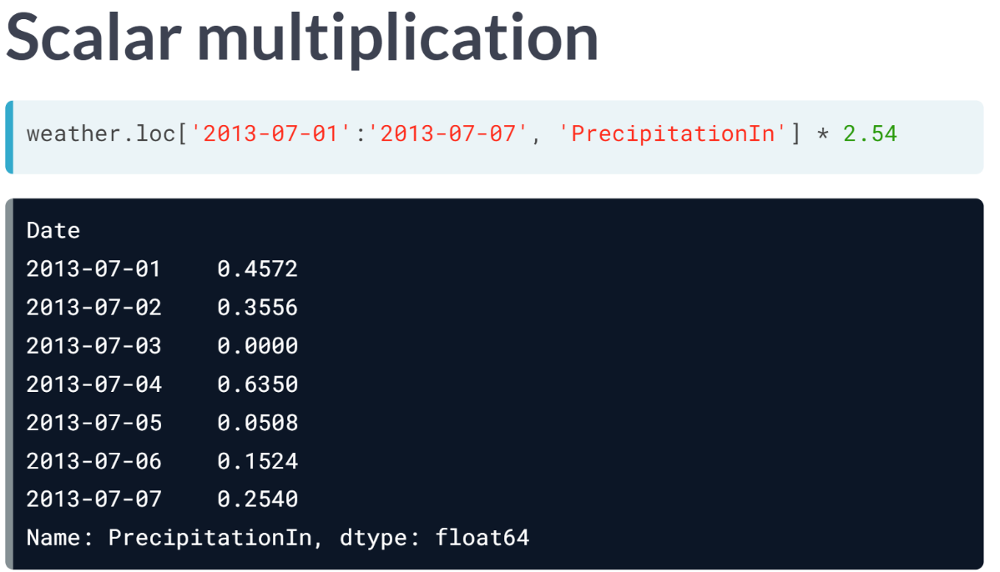 Scalar multiplication
weather.loc['2013-07-01':'2013-07-07', 'PrecipitationIn'] * 2.54
Date
2013-07-01    0.4572
2013-07-02    0.3556
2013-07-03    0.0000
2013-07-04    0.6350
2013-07-05    0.0508
2013-07-06    0.1524
2013-07-07    0.2540
Name: PrecipitationIn, dtype: float64